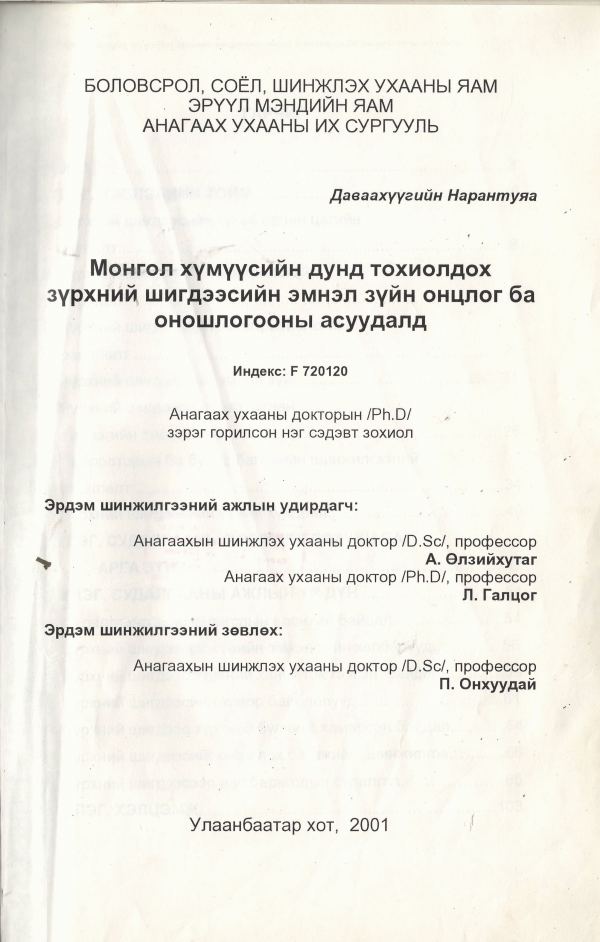 БОЛОВСРОЛ, СОЁЛ, ШИНЖЛЭХ УХААНЫ ЯАМ
ЭРҮҮЛ МЭНДИЙН ЯАМ
АНАГААХ УХААНЫ ИХ СУРГУУЛЬ
Даваахүүгийн Нарантуяа
Монгол хүмүүсийн дунд тохиолдох
зүрхний шигдээсийн эмнэл зүйн онцлог ба
оношлогооны асуудалд
Индекс: F 720120
Анагаах ухааны докторын /Ph.D/
зэрэг горилсон нэг сэдэвт зохиол
Эрдэм шинжилгээний ажлын удирдагч:
Анагаахын шинжлэх ухааны доктор /D.Sc/, профессор
А. Өлзийхутаг
Анагаах ухааны доктор /Ph.D/, профессор
Л. Галцог
Эрдэм шинжилгээний зөвлөх:
Анагаахын шинжлэх ухааны доктор /D.Sc/, профессор
П. Онхуудай
Улаанбаатар хот, 2001